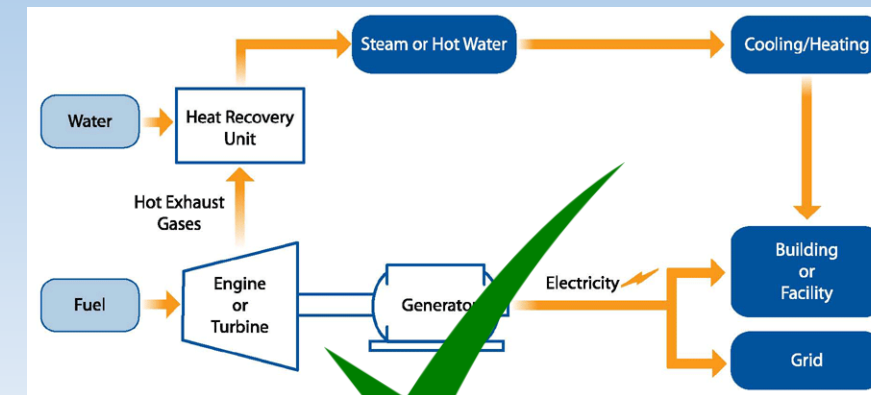 Steam or Hot Water
Cooling/Heating
Water
Heat Recovery
Unit
Hot Exhaust
Gases
Fuel
Engine
or
Turbine
Generator
Electricity
Building
or
Facility
Grid